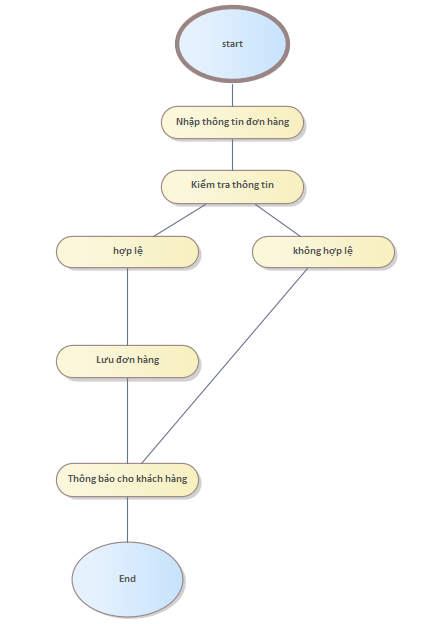 start
Nhập thông tin đơn hàng
Kiểm tra thông tin
hợp lệ
không hợp lệ
Lưu đơn hàng
Thông báo cho khách hàng
End